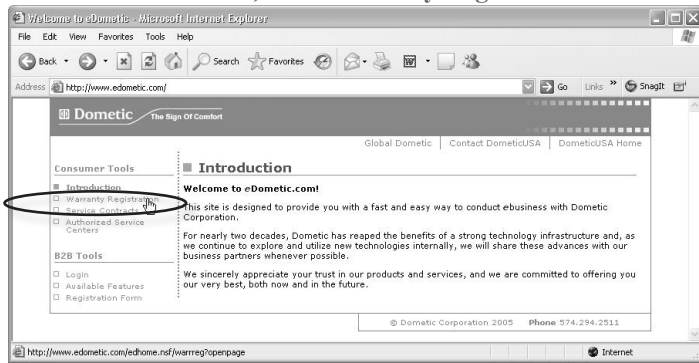 Welcome to eDometic - Microsoft Internet Explorer
File Edit View Favorites Tools Help
Back Search Favorites
Address http://www.edometic.com/ Go Links » SnagIt
Dometic The Sign Of Comfort
Global Dometic | Contact DometicUSA | DometicUSA Home
Consumer Tools
Introduction
Warranty Registration
Service Contracts
Authorized Service
Centers
B2B Tools
Login
Available Features
Registration Form
Introduction
Welcome to eDometic.com!
This site is designed to provide you with a fast and easy way to conduct ebusiness with Dometic
Corporation.
For nearly two decades, Dometic has reaped the benefits of a strong technology infrastructure and, as
we continue to explore and utilize new technologies internally, we will share these advances with our
business partners whenever possible.
We sincerely appreciate your trust in our products and services, and we are committed to offering you
our very best, both now and in the future.
© Dometic Corporation 2005 Phone 574.294.2511
http://www.edometic.com/edhome.nsf/warrreg?openpage Internet